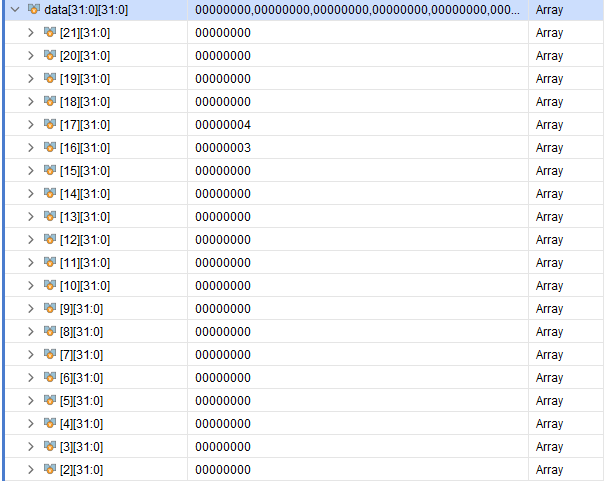 data[31:0][31:0] 00000000,00000000,00000000,00000000,00000000,000... Array
[21][31:0] 00000000 Array
[20][31:0] 00000000 Array
[19][31:0] 00000000 Array
[18][31:0] 00000000 Array
[17][31:0] 00000004 Array
[16][31:0] 00000003 Array
[15][31:0] 00000000 Array
[14][31:0] 00000000 Array
[13][31:0] 00000000 Array
[12][31:0] 00000000 Array
[11][31:0] 00000000 Array
[10][31:0] 00000000 Array
[9][31:0] 00000000 Array
[8][31:0] 00000000 Array
[7][31:0] 00000000 Array
[6][31:0] 00000000 Array
[5][31:0] 00000000 Array
[4][31:0] 00000000 Array
[3][31:0] 00000000 Array
[2][31:0] 00000000 Array